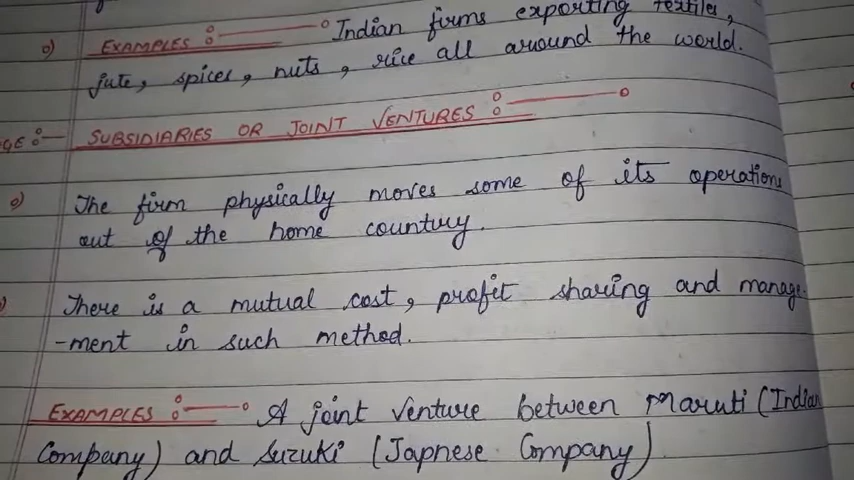 EXAMPLES :- Indian firms exporting textiles,
jute, spices, nuts, rice all around the world.
GE :- SUBSIDIARIES OR JOINT VENTURES :-
The firm physically moves some of its operations
out of the home country.
There is a mutual cost, profit sharing and manage-
-ment in such method.
EXAMPLES :- A joint venture between Maruti (Indian
Company) and Suzuki (Japnese Company)